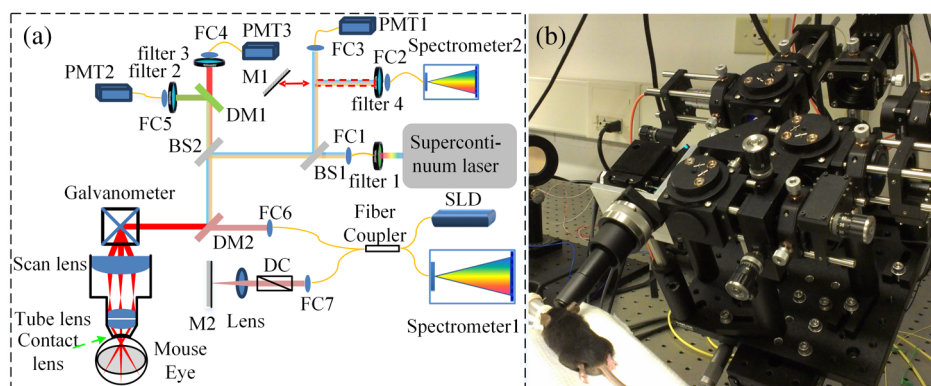 (a)
FC4
PMT3
filter 3
filter 2
PMT2
FC5
DM1
M1
PMT1
FC3
FC2
Spectrometer2
filter 4
BS2
FC1
BS1
filter 1
Superconti-
nuum laser
Galvanometer
DM2
FC6
Fiber
Coupler
SLD
Scan lens
DC
FC7
M2
Lens
Spectrometer1
Tube lens
Contact
lens
Mouse
Eye
(b)